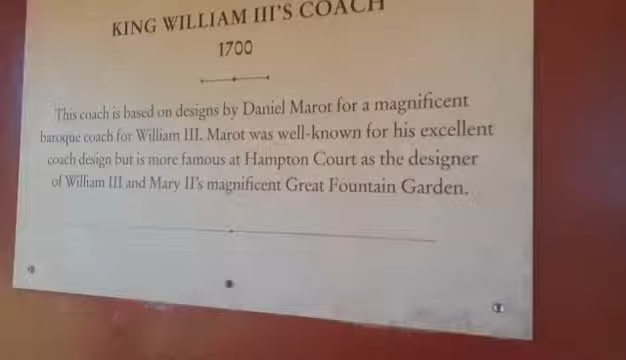 KING WILLIAM III'S COACH
1700
This coach is based on designs by Daniel Marot for a magnificent
baroque coach for William III. Marot was well-known for his excellent
coach design but is more famous at Hampton Court as the designer
of William III and Mary II's magnificent Great Fountain Garden.